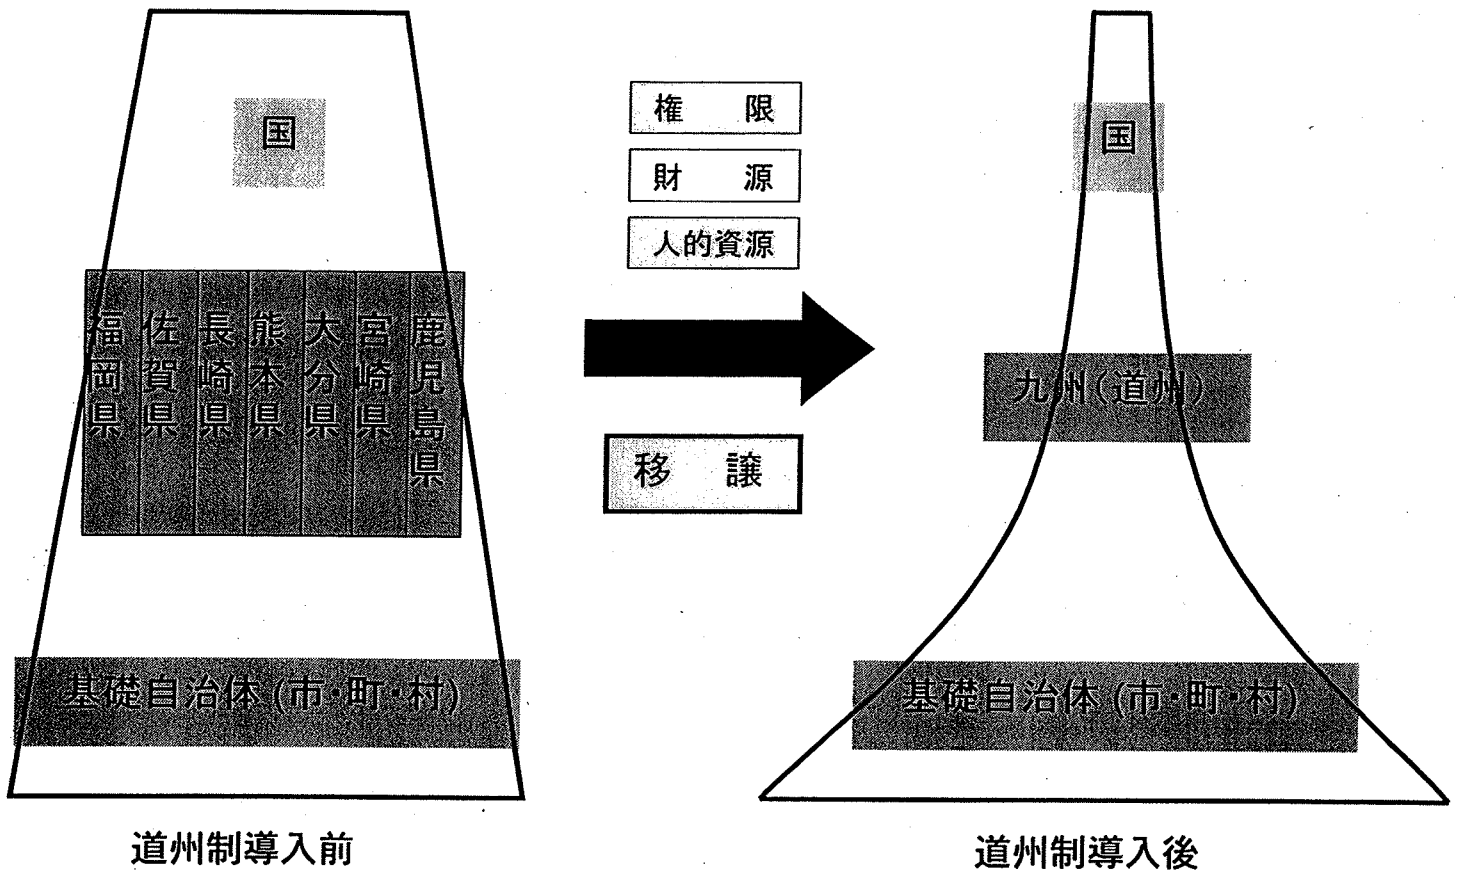 国
福岡県
佐賀県
長崎県
熊本県
大分県
宮崎県
鹿児島県
基礎自治体(市・町・村)
道州制導入前
権　限
財　源
人的資源
移　譲
国
九州(道州)
基礎自治体(市・町・村)
道州制導入後